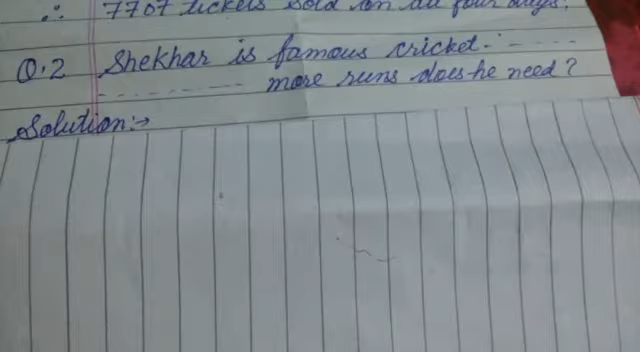 ∴ 7707 tickets sold on all four days.
Q.2 Shekhar is famous cricket - - - - -
- - - - - - - - - - more runs does he need?
Solution:→